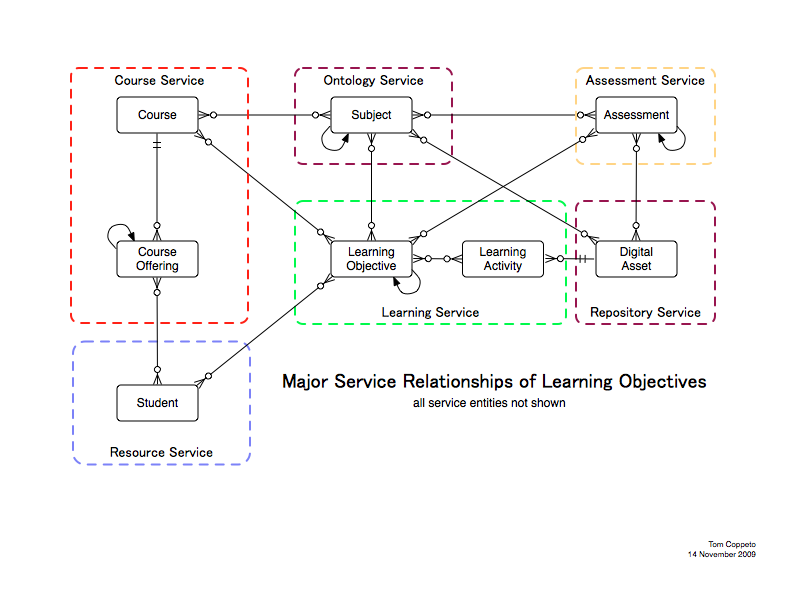 Course Service
Ontology Service
Assessment Service
Course
Subject
Assessment
Course
Offering
Learning
Objective
Learning
Activity
Digital
Asset
Learning Service
Repository Service
Major Service Relationships of Learning Objectives
all service entities not shown
Student
Resource Service
Tom Coppeto
14 November 2009